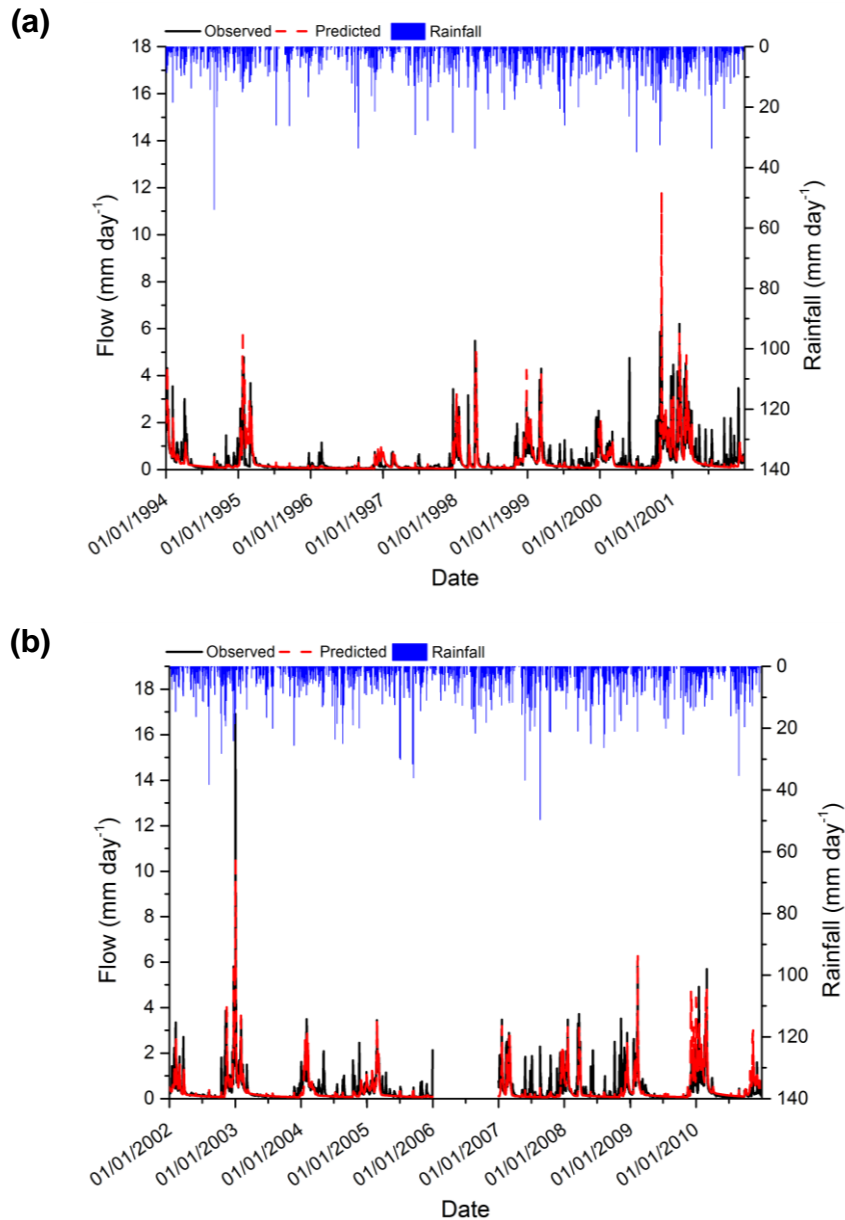 (a)
Observed Predicted Rainfall
18 0
16 20
14 40
12
10 60
8 80
6 100
4 120
2
0 140
Flow (mm day-1)
Rainfall (mm day-1)
01/01/1994 01/01/1995 01/01/1996 01/01/1997 01/01/1998 01/01/1999 01/01/2000 01/01/2001
Date
(b)
Observed Predicted Rainfall
18 0
16 20
14 40
12
10 60
8 80
6 100
4 120
2
0 140
Flow (mm day-1)
Rainfall (mm day-1)
01/01/2002 01/01/2003 01/01/2004 01/01/2005 01/01/2006 01/01/2007 01/01/2008 01/01/2009 01/01/2010
Date